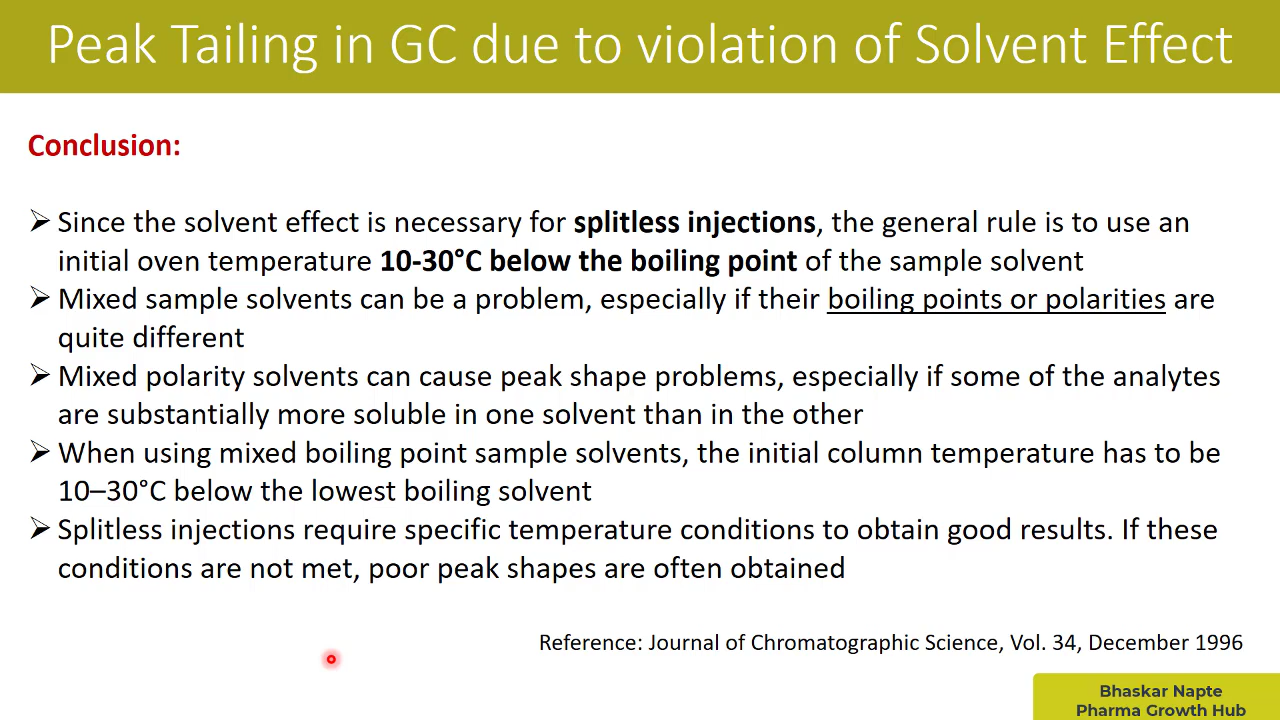 Peak Tailing in GC due to violation of Solvent Effect
Conclusion:
➢ Since the solvent effect is necessary for splitless injections, the general rule is to use an
initial oven temperature 10-30°C below the boiling point of the sample solvent
➢ Mixed sample solvents can be a problem, especially if their boiling points or polarities are
quite different
➢ Mixed polarity solvents can cause peak shape problems, especially if some of the analytes
are substantially more soluble in one solvent than in the other
➢ When using mixed boiling point sample solvents, the initial column temperature has to be
10–30°C below the lowest boiling solvent
➢ Splitless injections require specific temperature conditions to obtain good results. If these
conditions are not met, poor peak shapes are often obtained
Reference: Journal of Chromatographic Science, Vol. 34, December 1996
Bhaskar Napte
Pharma Growth Hub